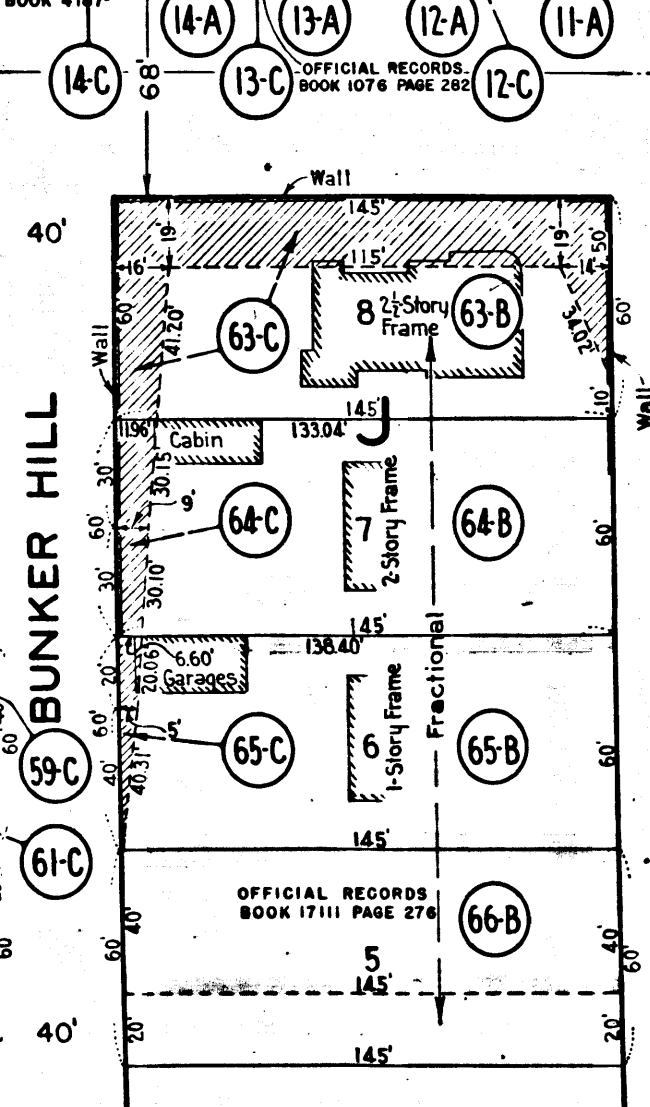 BOOK 4187-
14-A
13-A
12-A
11-A
14-C
68'
13-C
OFFICIAL RECORDS
BOOK 1076 PAGE 282
12-C
Wall
145'
40'
19'
19'
50'
115'
16'
14'
60'
41.20'
63-C
8
2½-Story
Frame
63-B
34.02'
60'
Wall
10'
Wall
145'
J
11.96'
Cabin
133.04'
30'
30.15
9'
64-C
7
2-Story Frame
64-B
60'
60'
30'
30.10'
BUNKER HILL
145'
138.40'
20'
20.06'
6.60'
Garages
Fractional
60'
5'
65-C
6
1-Story Frame
65-B
60'
40'
40.31'
60'
59-C
61-C
145'
OFFICIAL RECORDS
BOOK 17111 PAGE 276
66-B
40'
60'
60'
5
40'
60'
145'
40'
20'
20'
145'